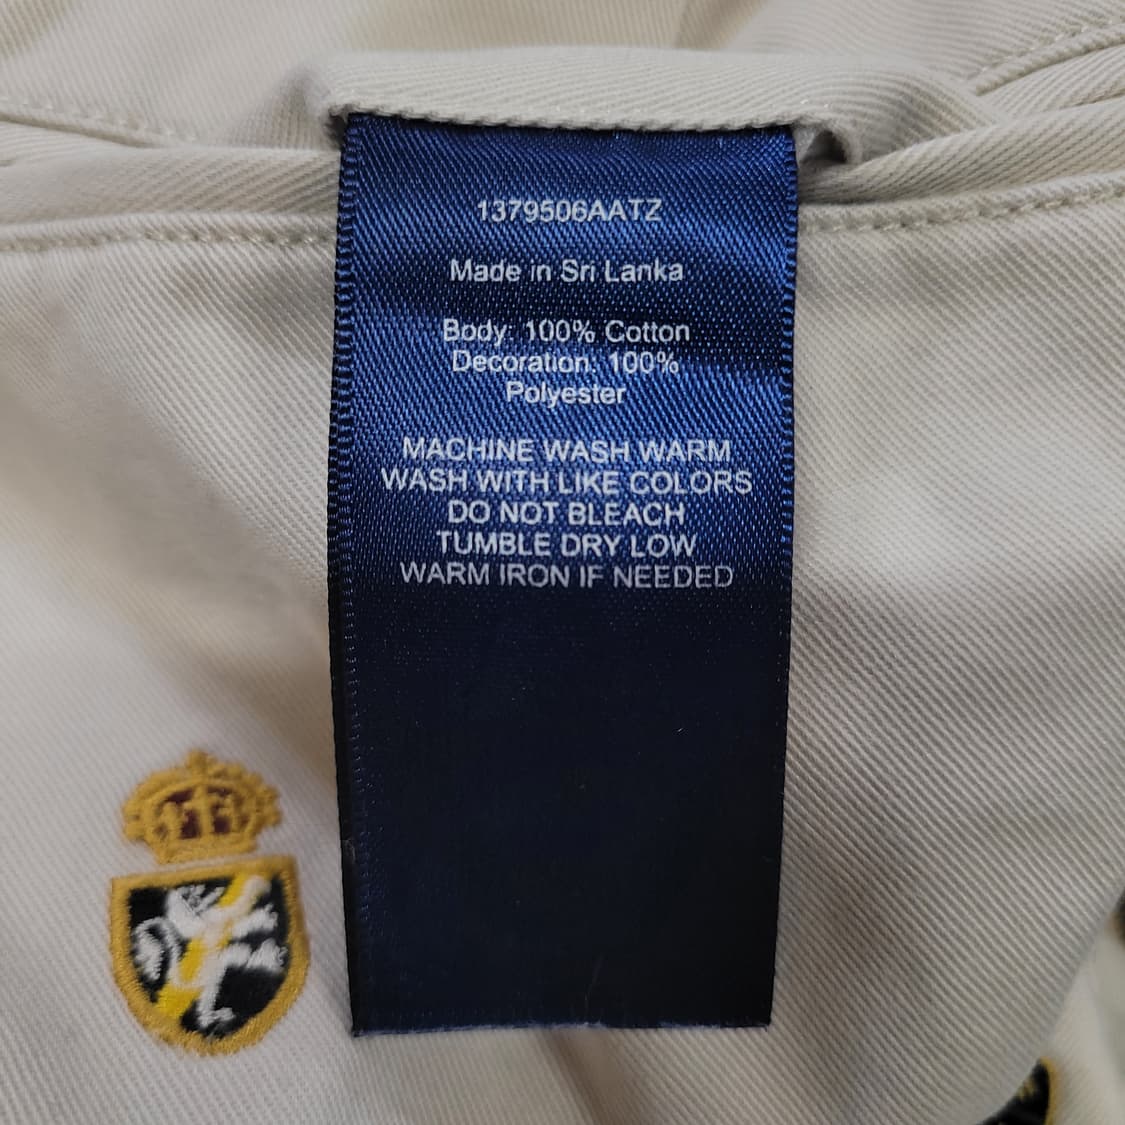 1379506AATZ
Made in Sri Lanka
Body: 100% Cotton
Decoration: 100%
Polyester
MACHINE WASH WARM
WASH WITH LIKE COLORS
DO NOT BLEACH
TUMBLE DRY LOW
WARM IRON IF NEEDED